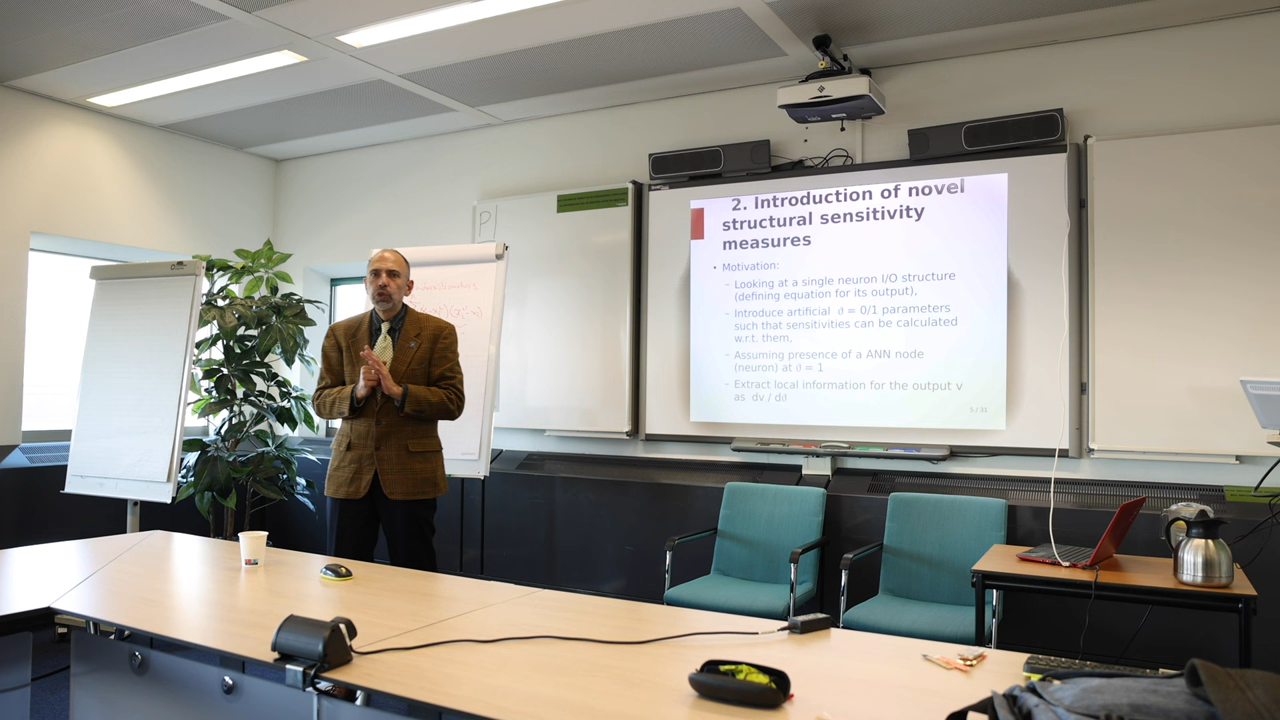 2. Introduction of novel
structural sensitivity
measures
• Motivation:
– Looking at a single neuron I/O structure
(defining equation for its output),
– Introduce artificial ϑ = 0/1 parameters
such that sensitivities can be calculated
w.r.t. them,
– Assuming presence of a ANN node
(neuron) at ϑ = 1
– Extract local information for the output v
as dv / dϑ
5 / 31